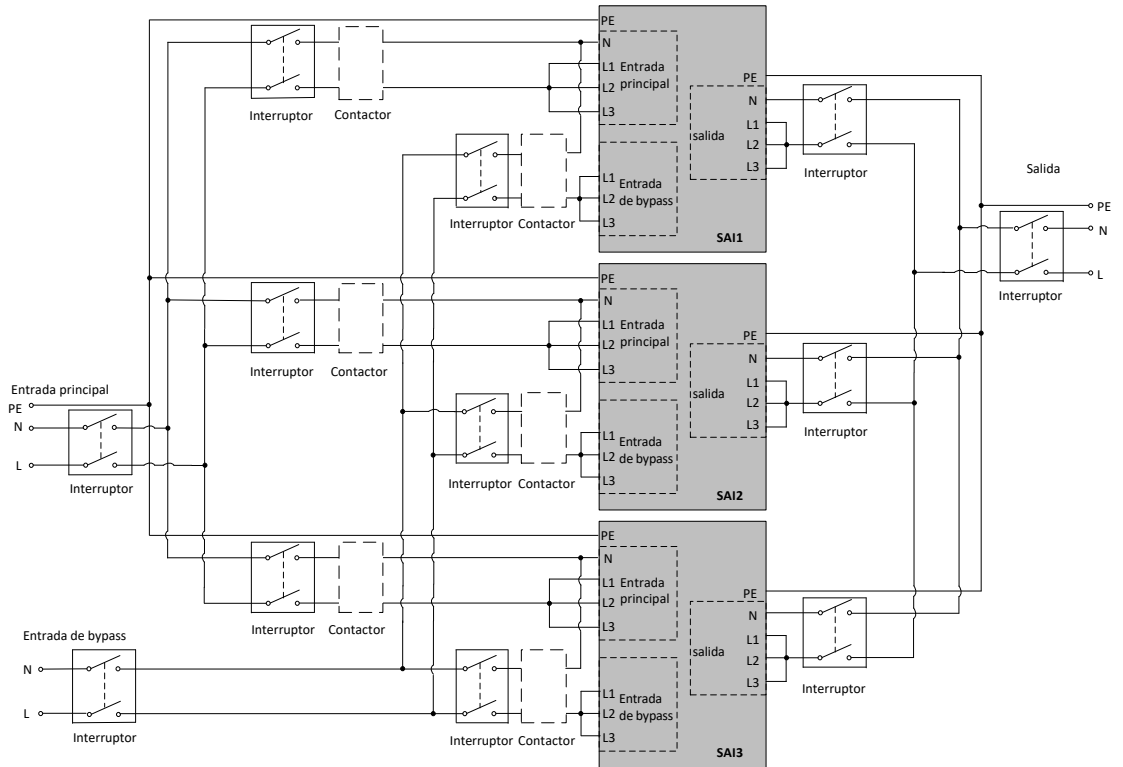 PE
N
L1
L2
L3
Entrada
principal
Interruptor
Contactor
L1
L2
L3
Entrada
de bypass
Interruptor
Contactor
PE
N
L1
L2
L3
salida
Interruptor
SAI1
Salida
PE
N
L
Interruptor
PE
N
L1
L2
L3
Entrada
principal
Interruptor
Contactor
L1
L2
L3
Entrada
de bypass
Interruptor
Contactor
PE
N
L1
L2
L3
salida
Interruptor
SAI2
Entrada principal
PE
N
L
Interruptor
PE
N
L1
L2
L3
Entrada
principal
Interruptor
Contactor
L1
L2
L3
Entrada
de bypass
Interruptor
Contactor
PE
N
L1
L2
L3
salida
Interruptor
SAI3
Entrada de bypass
N
L
Interruptor